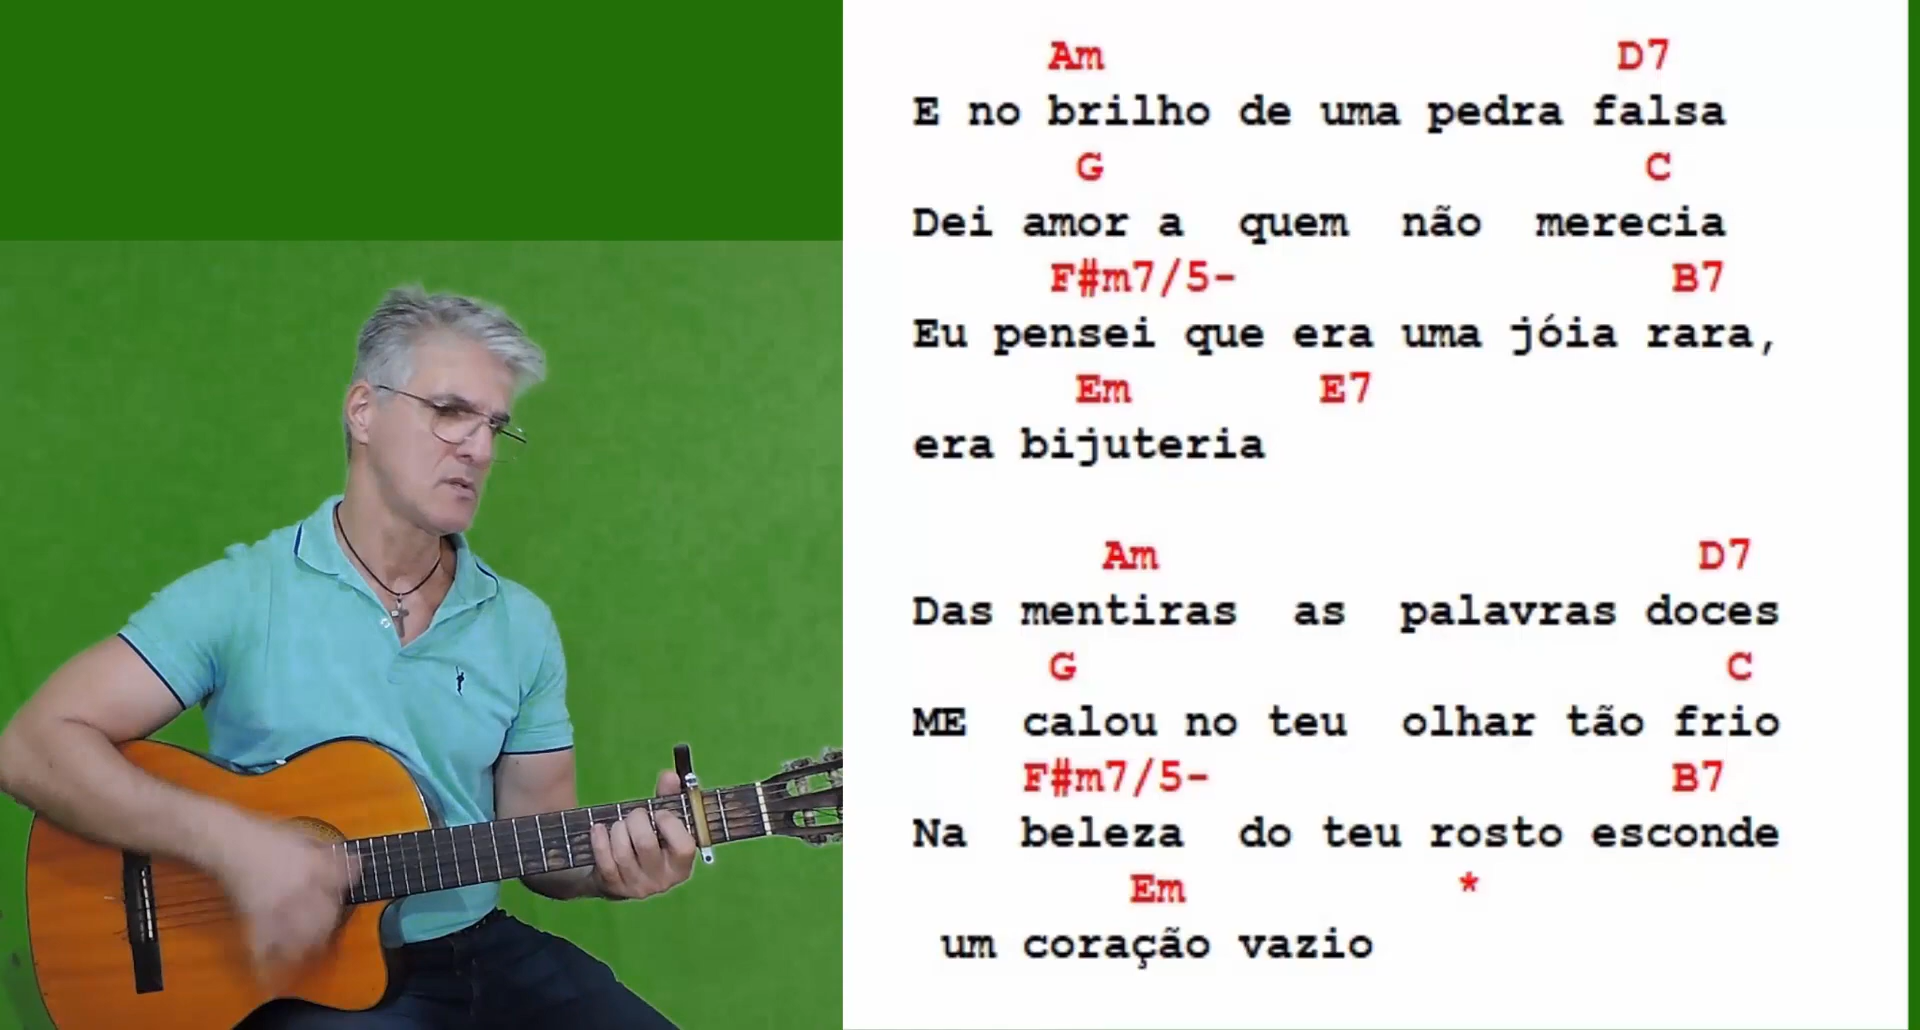 Am D7
E no brilho de uma pedra falsa
G C
Dei amor a quem não merecia
F#m7/5- B7
Eu pensei que era uma jóia rara,
Em E7
era bijuteria
Am D7
Das mentiras as palavras doces
G C
ME calou no teu olhar tão frio
F#m7/5- B7
Na beleza do teu rosto esconde
Em *
um coração vazio